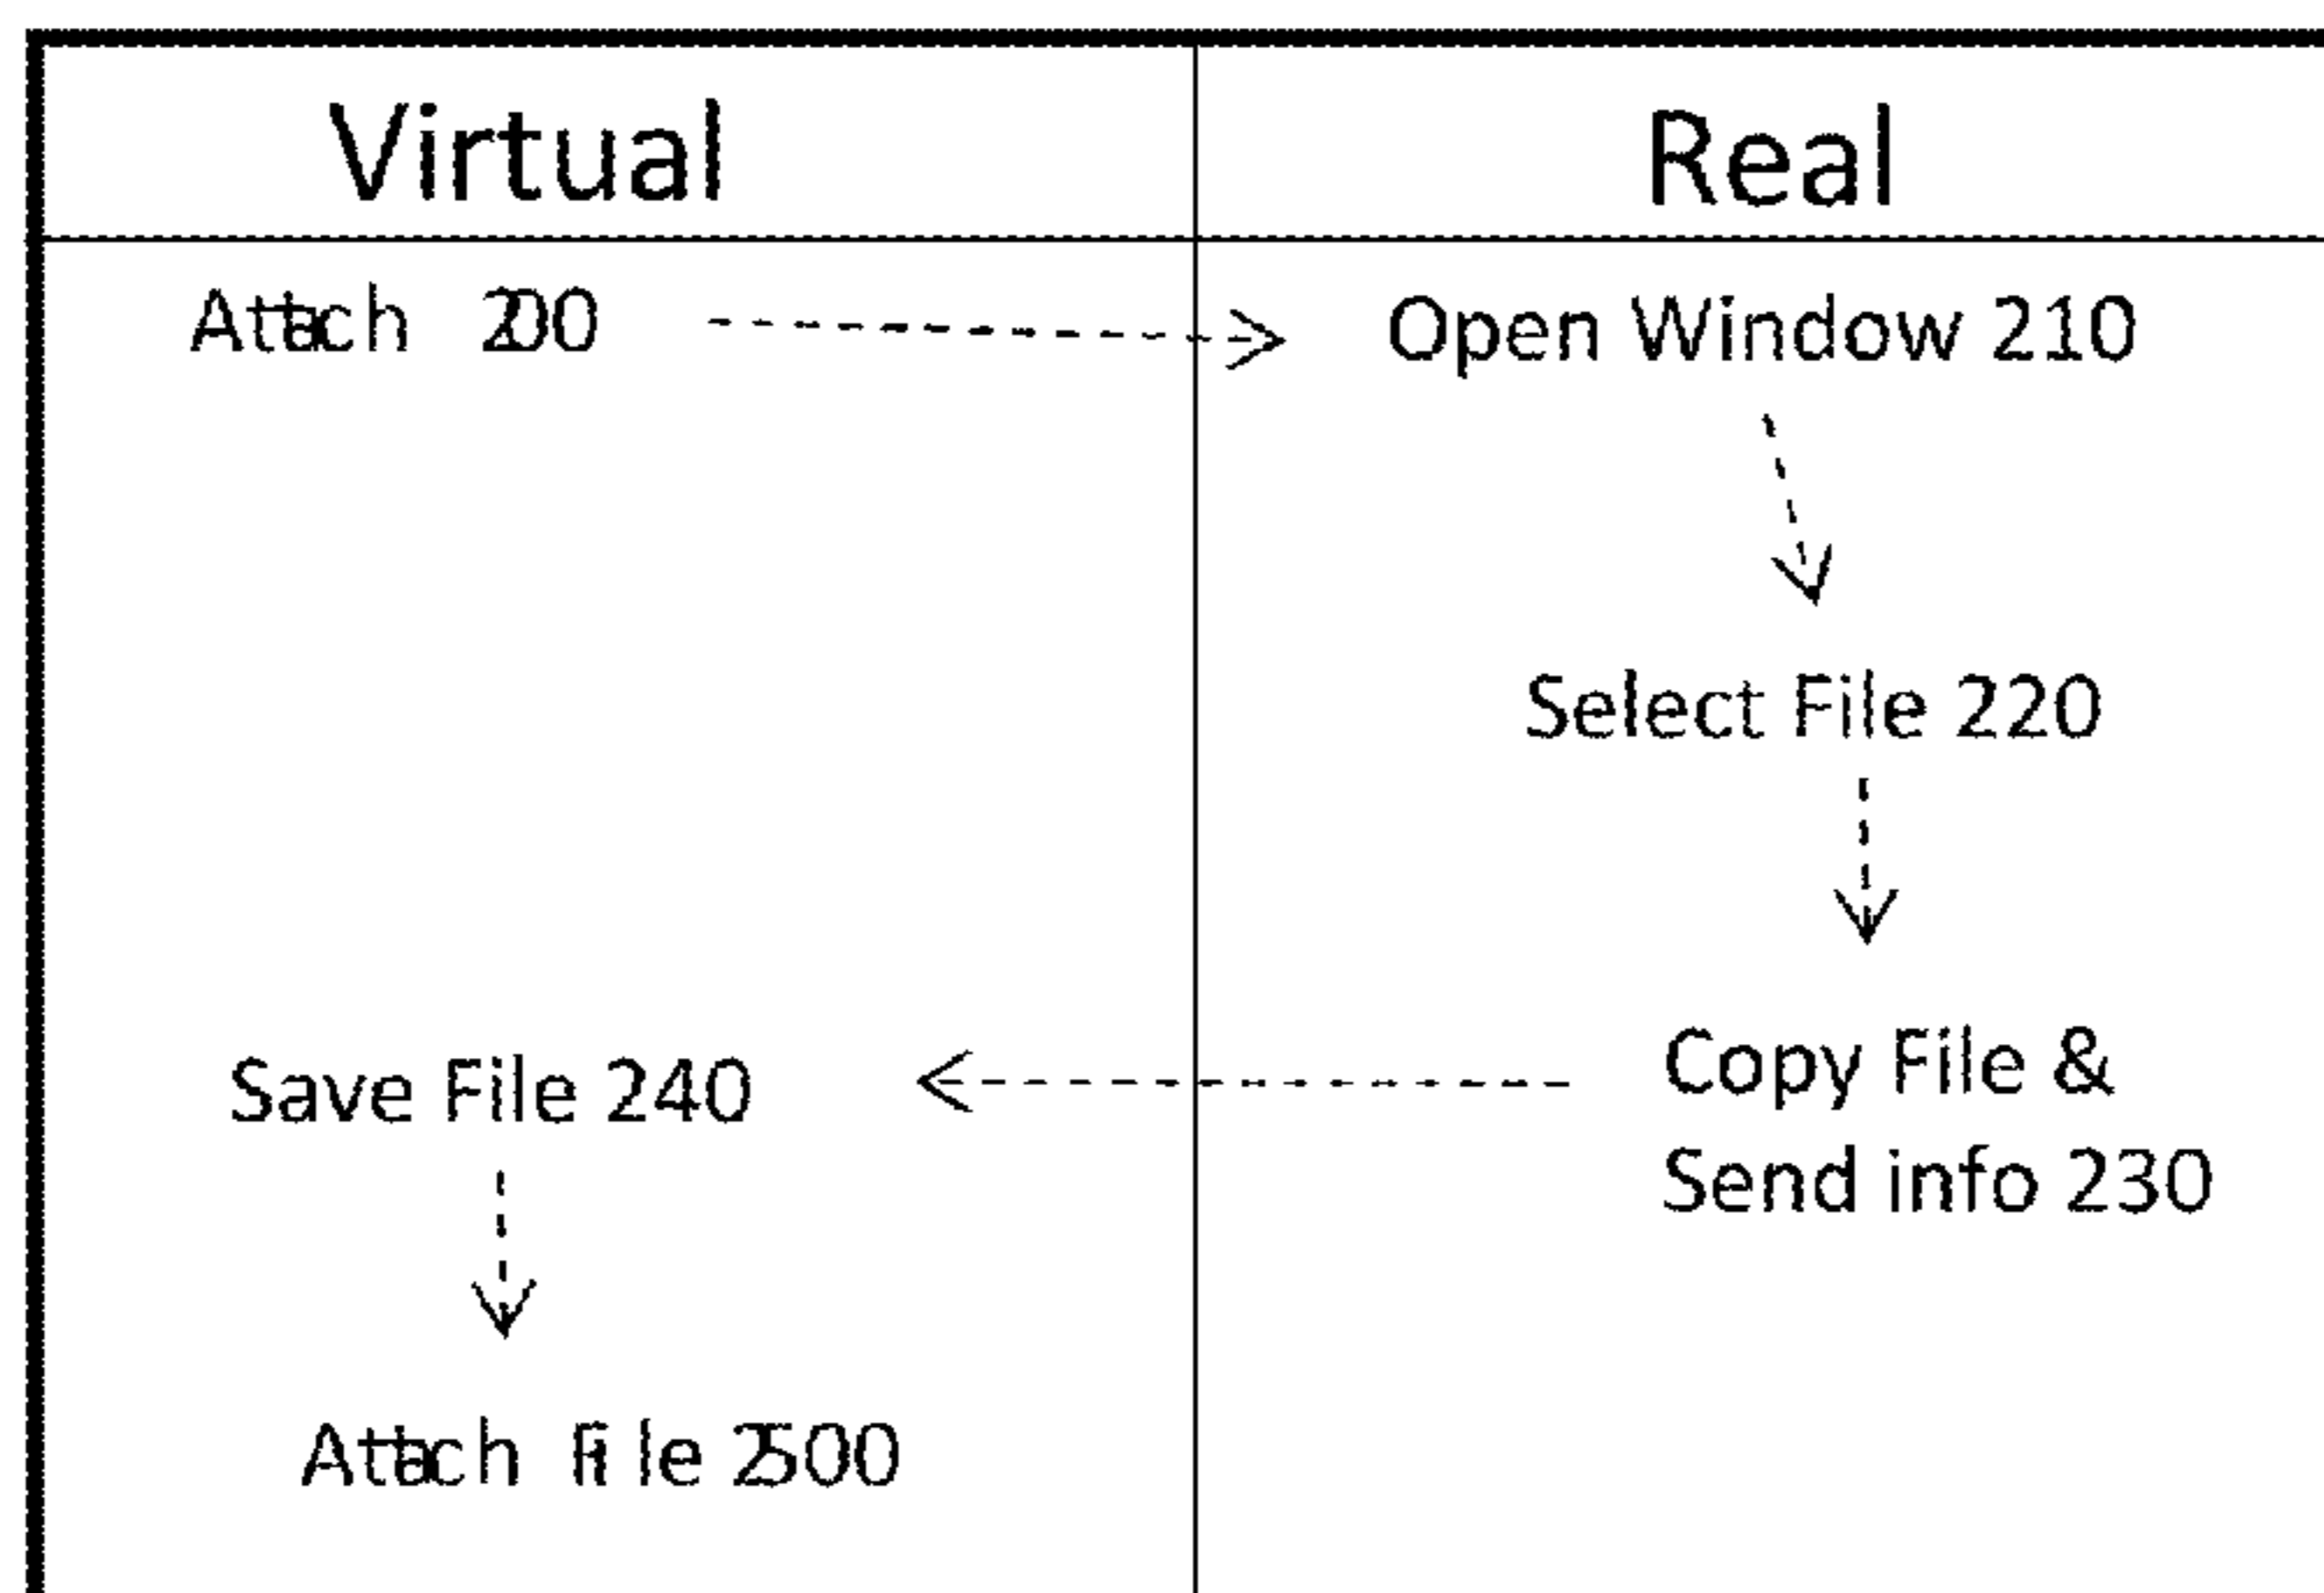 Virtual
Real
Attach 200
Open Window 210
Select File 220
Save File 240
Copy File &
Send info 230
Attach File 2500